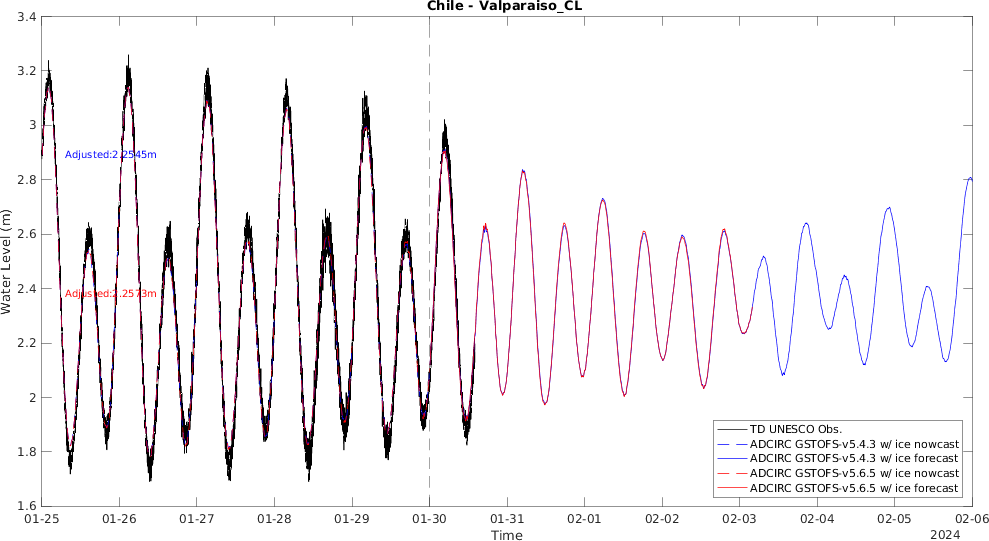 Chile - Valparaiso_CL
3.4
3.2
3
2.8
2.6
2.4
2.2
2
1.8
1.6
Water Level (m)
Adjusted:2.2545m
Adjusted:2.2573m
TD UNESCO Obs.
ADCIRC GSTOFS-v5.4.3 w/ ice nowcast
ADCIRC GSTOFS-v5.4.3 w/ ice forecast
ADCIRC GSTOFS-v5.6.5 w/ ice nowcast
ADCIRC GSTOFS-v5.6.5 w/ ice forecast
01-25 01-26 01-27 01-28 01-29 01-30 01-31 02-01 02-02 02-03 02-04 02-05 02-06
Time
2024